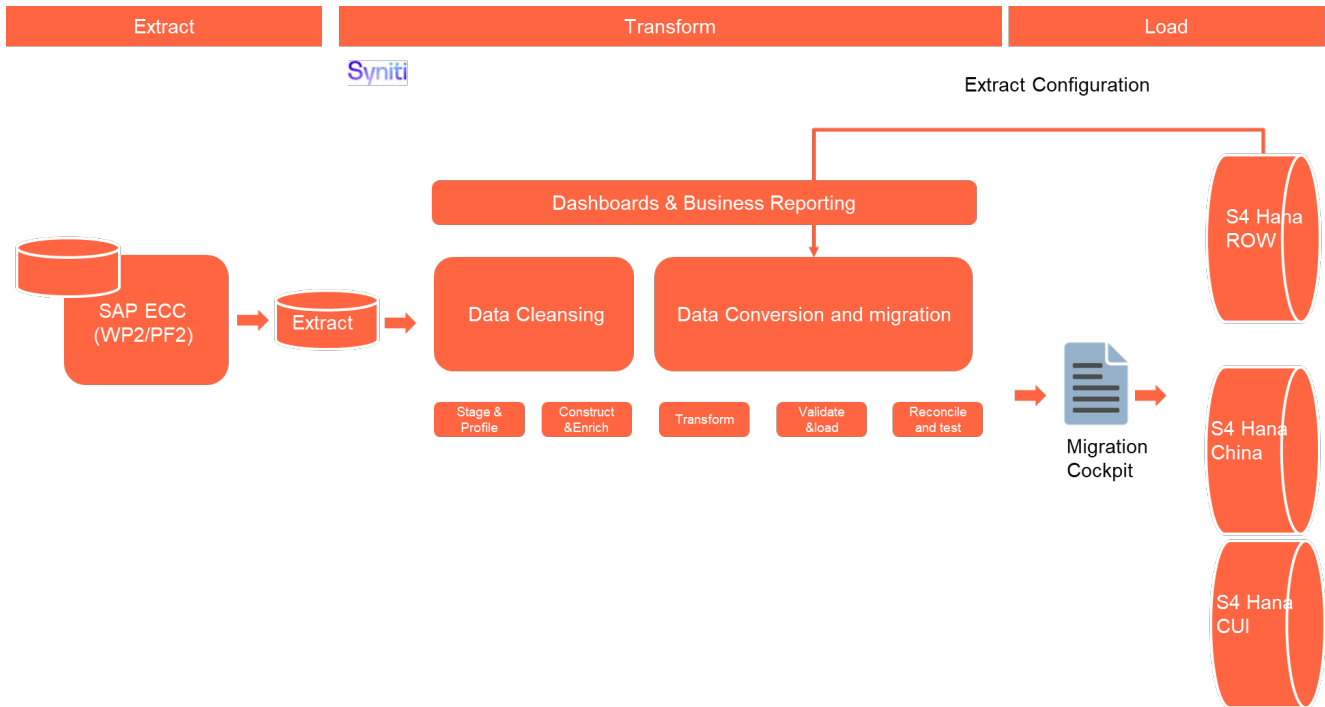 Extract
Transform
Load
Syniti
Extract Configuration
Dashboards & Business Reporting
S4 Hana
ROW
SAP ECC
(WP2/PF2)
Extract
Data Cleansing
Data Conversion and migration
Stage &
Profile
Construct
&Enrich
Transform
Validate
&load
Reconcile
and test
Migration
Cockpit
S4 Hana
China
S4 Hana
CUI